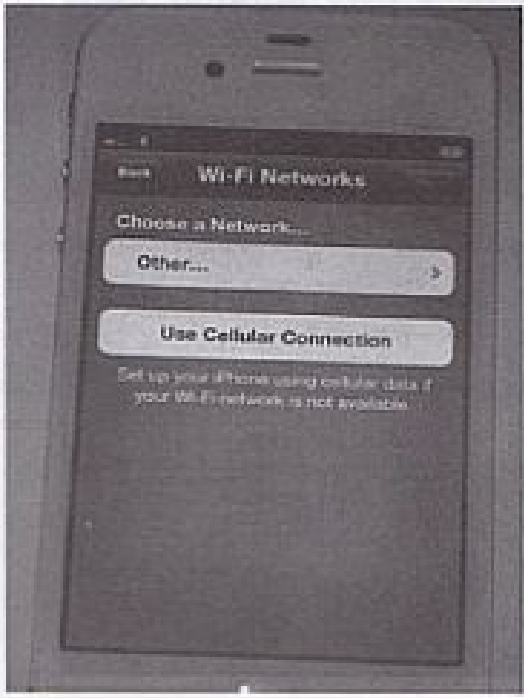 Back Wi-Fi Networks
Choose a Network...
Other...
Use Cellular Connection
Set up your iPhone using cellular data if
your Wi-Fi network is not available